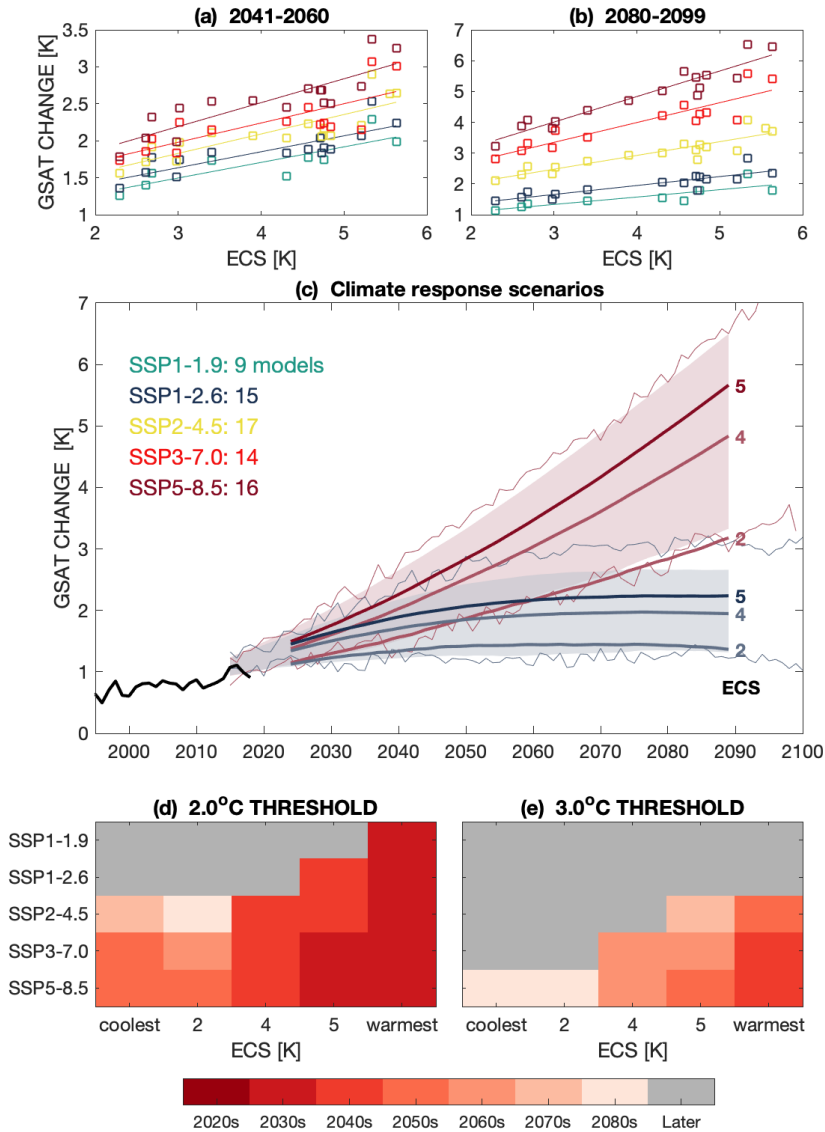 (a) 2041-2060
(b) 2080-2099
GSAT CHANGE [K]
3.5
3
2.5
2
1.5
1
2 3 4 5 6
ECS [K]
7
6
5
4
3
2
1
2 3 4 5 6
ECS [K]
(c) Climate response scenarios
GSAT CHANGE [K]
7
6
5
4
3
2
1
0
SSP1-1.9: 9 models
SSP1-2.6: 15
SSP2-4.5: 17
SSP3-7.0: 14
SSP5-8.5: 16
5
4
2
5
4
2
ECS
2000 2010 2020 2030 2040 2050 2060 2070 2080 2090 2100
(d) 2.0°C THRESHOLD
(e) 3.0°C THRESHOLD
SSP1-1.9
SSP1-2.6
SSP2-4.5
SSP3-7.0
SSP5-8.5
coolest 2 4 5 warmest
ECS [K]
coolest 2 4 5 warmest
ECS [K]
2020s 2030s 2040s 2050s 2060s 2070s 2080s Later